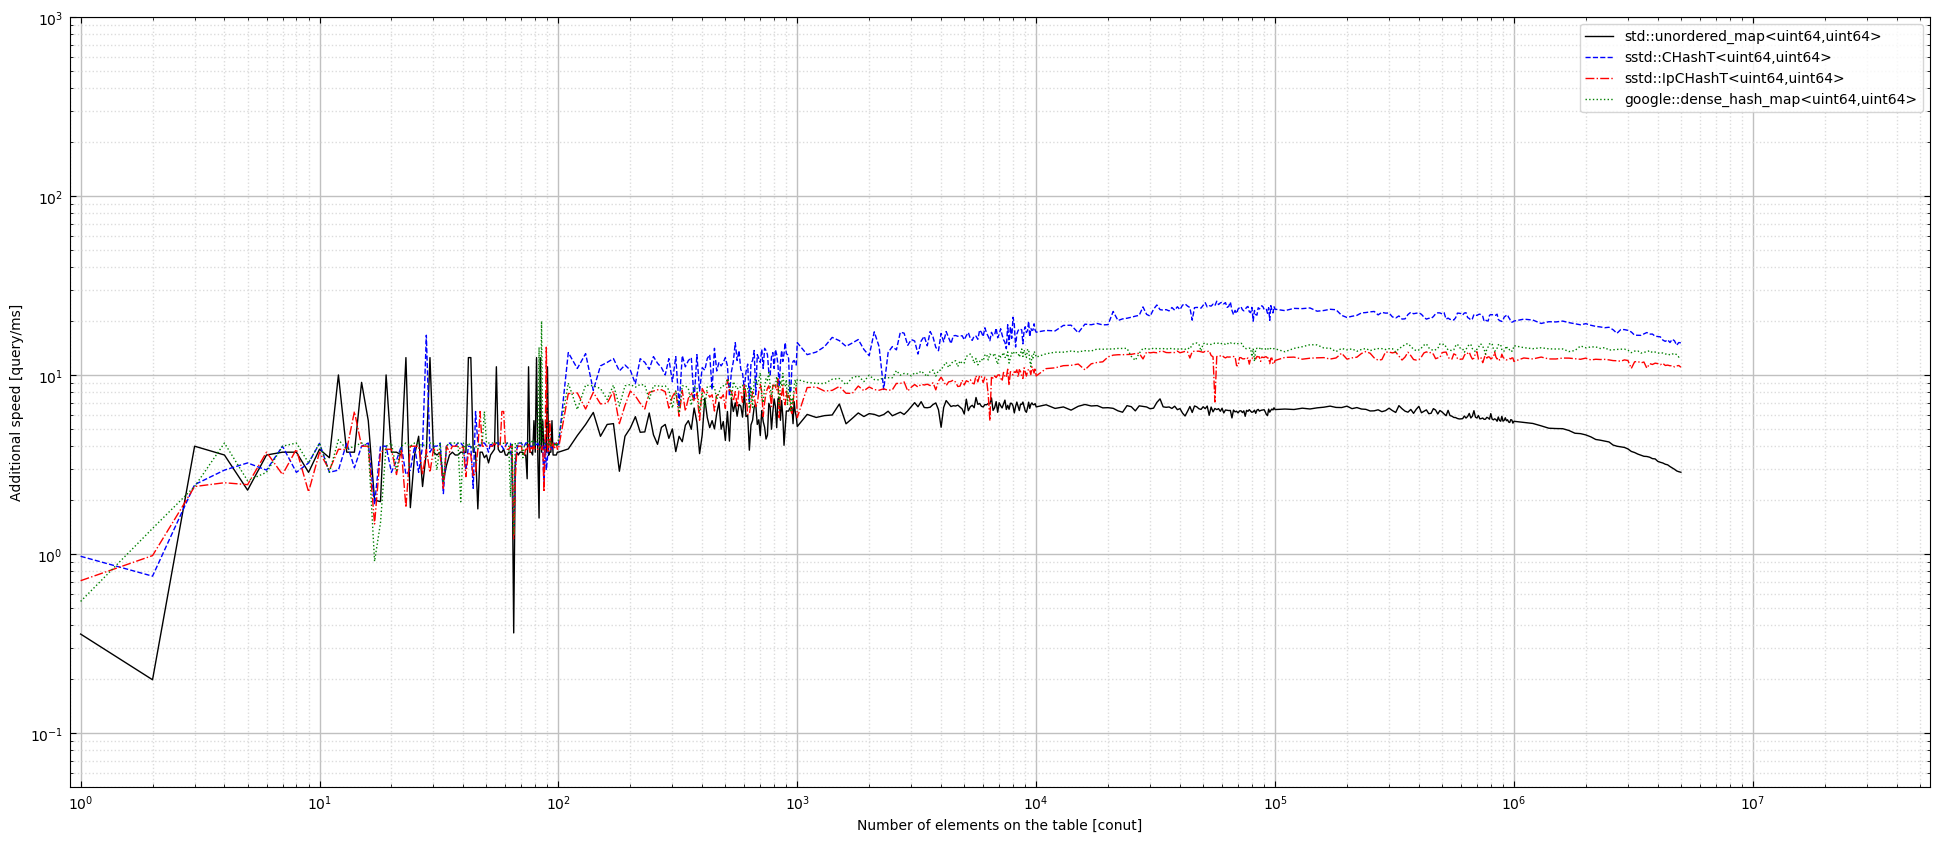 10³
10²
10¹
10⁰
10⁻¹
Additional speed [query/ms]
std::unordered_map<uint64,uint64>
sstd::CHashT<uint64,uint64>
sstd::IpCHashT<uint64,uint64>
google::dense_hash_map<uint64,uint64>
10⁰ 10¹ 10² 10³ 10⁴ 10⁵ 10⁶ 10⁷
Number of elements on the table [conut]